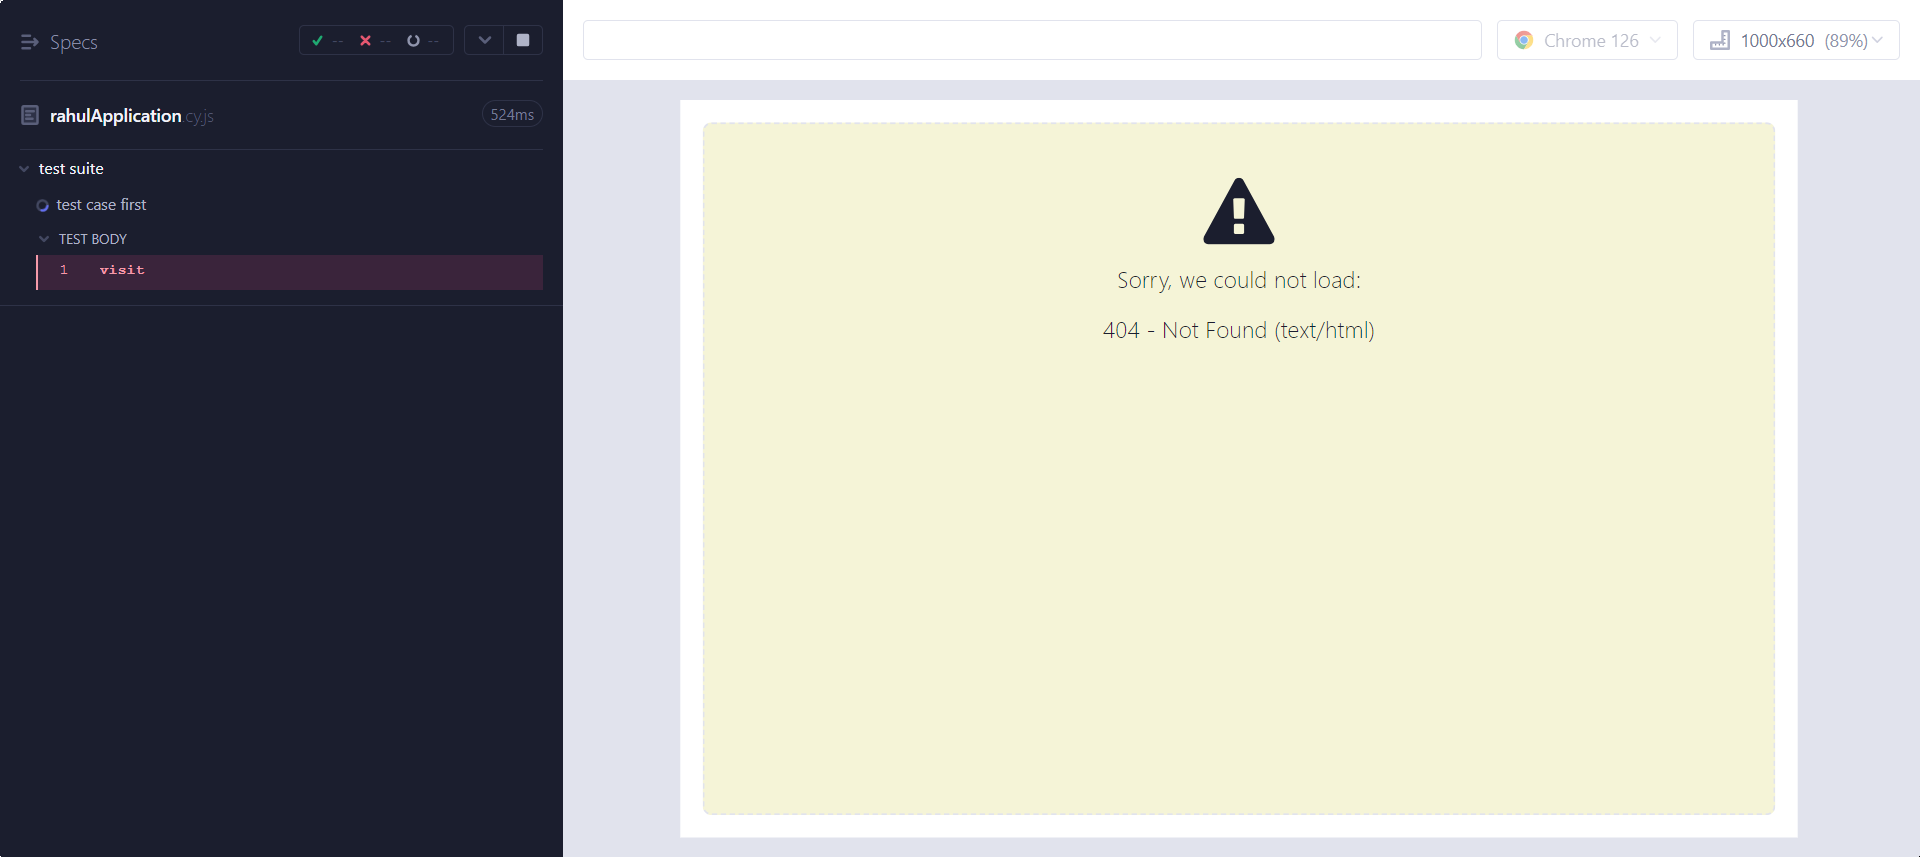 Specs
-- -- --
rahulApplication.cy.js
524ms
test suite
test case first
TEST BODY
1 visit
Chrome 126
1000x660 (89%)
Sorry, we could not load:
404 - Not Found (text/html)